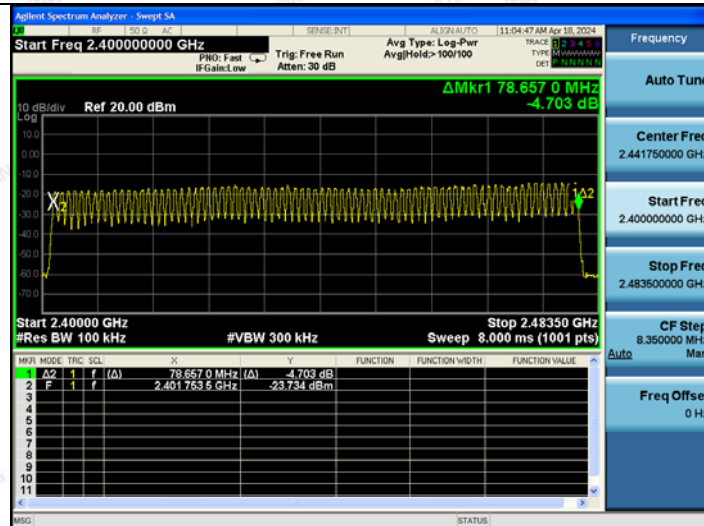 Agilent Spectrum Analyzer - Swept SA
RF 50 Ω AC SENSE:INT ALIGN AUTO 11:04:47 AM Apr 18, 2024
Start Freq 2.400000000 GHz
PNO: Fast
IFGain:Low
Trig: Free Run
Atten: 30 dB
Avg Type: Log-Pwr
Avg|Hold:> 100/100
TRACE 1 2 3 4 5 6
TYPE M
DET P N N N N N
ΔMkr1 78.657 0 MHz
-4.703 dB
10 dB/div Ref 20.00 dBm
Log
10.0
0.00
-10.0
-20.0
-30.0
-40.0
-50.0
-60.0
-70.0
X2
1Δ2
Start 2.40000 GHz Stop 2.48350 GHz
#Res BW 100 kHz #VBW 300 kHz Sweep 8.000 ms (1001 pts)
MKR MODE TRC SCL X Y FUNCTION FUNCTION WIDTH FUNCTION VALUE
1 Δ2 1 f (Δ) 78.657 0 MHz (Δ) -4.703 dB
2 F 1 f 2.401 753 5 GHz -23.734 dBm
3
4
5
6
7
8
9
10
11
MSG STATUS
Frequency
Auto Tun
Center Fre
2.441750000 GH
Start Fre
2.400000000 GH
Stop Fre
2.483500000 GH
CF Step
8.350000 MH
Auto Ma
Freq Offse
0 H